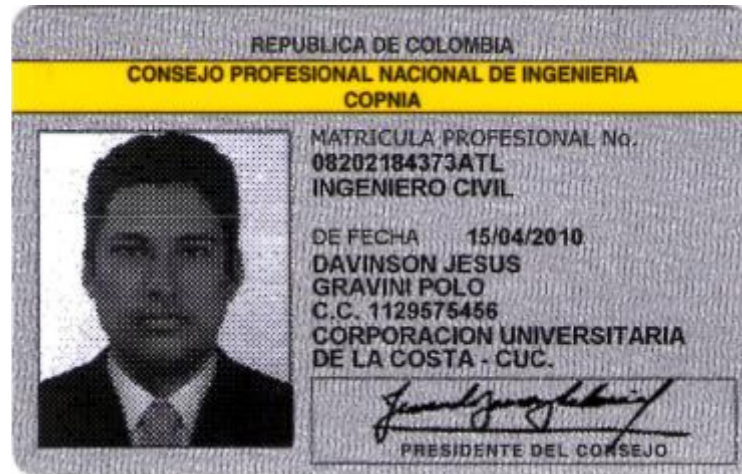 REPUBLICA DE COLOMBIA
CONSEJO PROFESIONAL NACIONAL DE INGENIERIA
COPNIA
MATRICULA PROFESIONAL No.
08202184373ATL
INGENIERO CIVIL
DE FECHA 15/04/2010
DAVINSON JESUS
GRAVINI POLO
C.C. 1129575456
CORPORACION UNIVERSITARIA
DE LA COSTA - CUC.
PRESIDENTE DEL CONSEJO